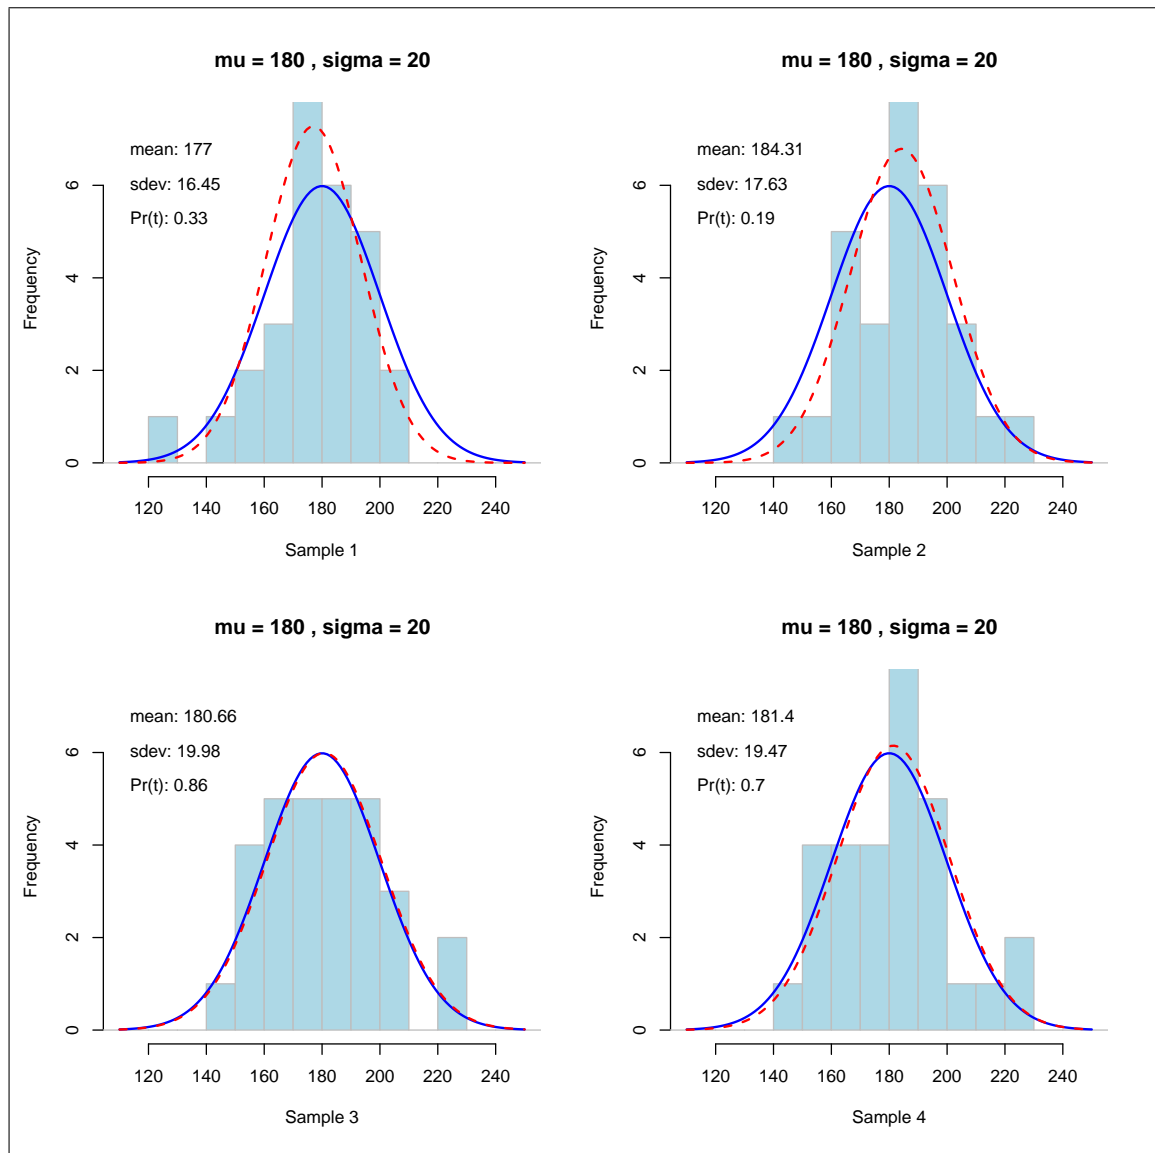 mu = 180 , sigma = 20
mean: 177
sdev: 16.45
Pr(t): 0.33
Frequency
0
2
4
6
120 140 160 180 200 220 240
Sample 1
mu = 180 , sigma = 20
mean: 184.31
sdev: 17.63
Pr(t): 0.19
Frequency
0
2
4
6
120 140 160 180 200 220 240
Sample 2
mu = 180 , sigma = 20
mean: 180.66
sdev: 19.98
Pr(t): 0.86
Frequency
0
2
4
6
120 140 160 180 200 220 240
Sample 3
mu = 180 , sigma = 20
mean: 181.4
sdev: 19.47
Pr(t): 0.7
Frequency
0
2
4
6
120 140 160 180 200 220 240
Sample 4